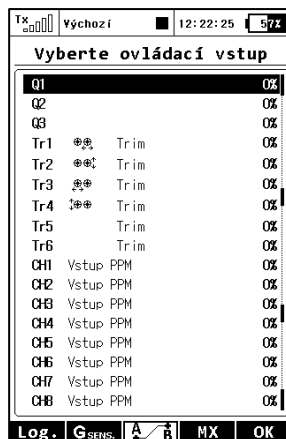 Tx Výchozí 12:22:25 57%
Vyberte ovládací vstup
Q1 0%
Q2 0%
Q3 0%
Tr1 Trim 0%
Tr2 Trim 0%
Tr3 Trim 0%
Tr4 Trim 0%
Tr5 Trim 0%
Tr6 Trim 0%
CH1 Vstup PPM 0%
CH2 Vstup PPM 0%
CH3 Vstup PPM 0%
CH4 Vstup PPM 0%
CH5 Vstup PPM 0%
CH6 Vstup PPM 0%
CH7 Vstup PPM 0%
CH8 Vstup PPM 0%
Log. GSENS. A B MX OK